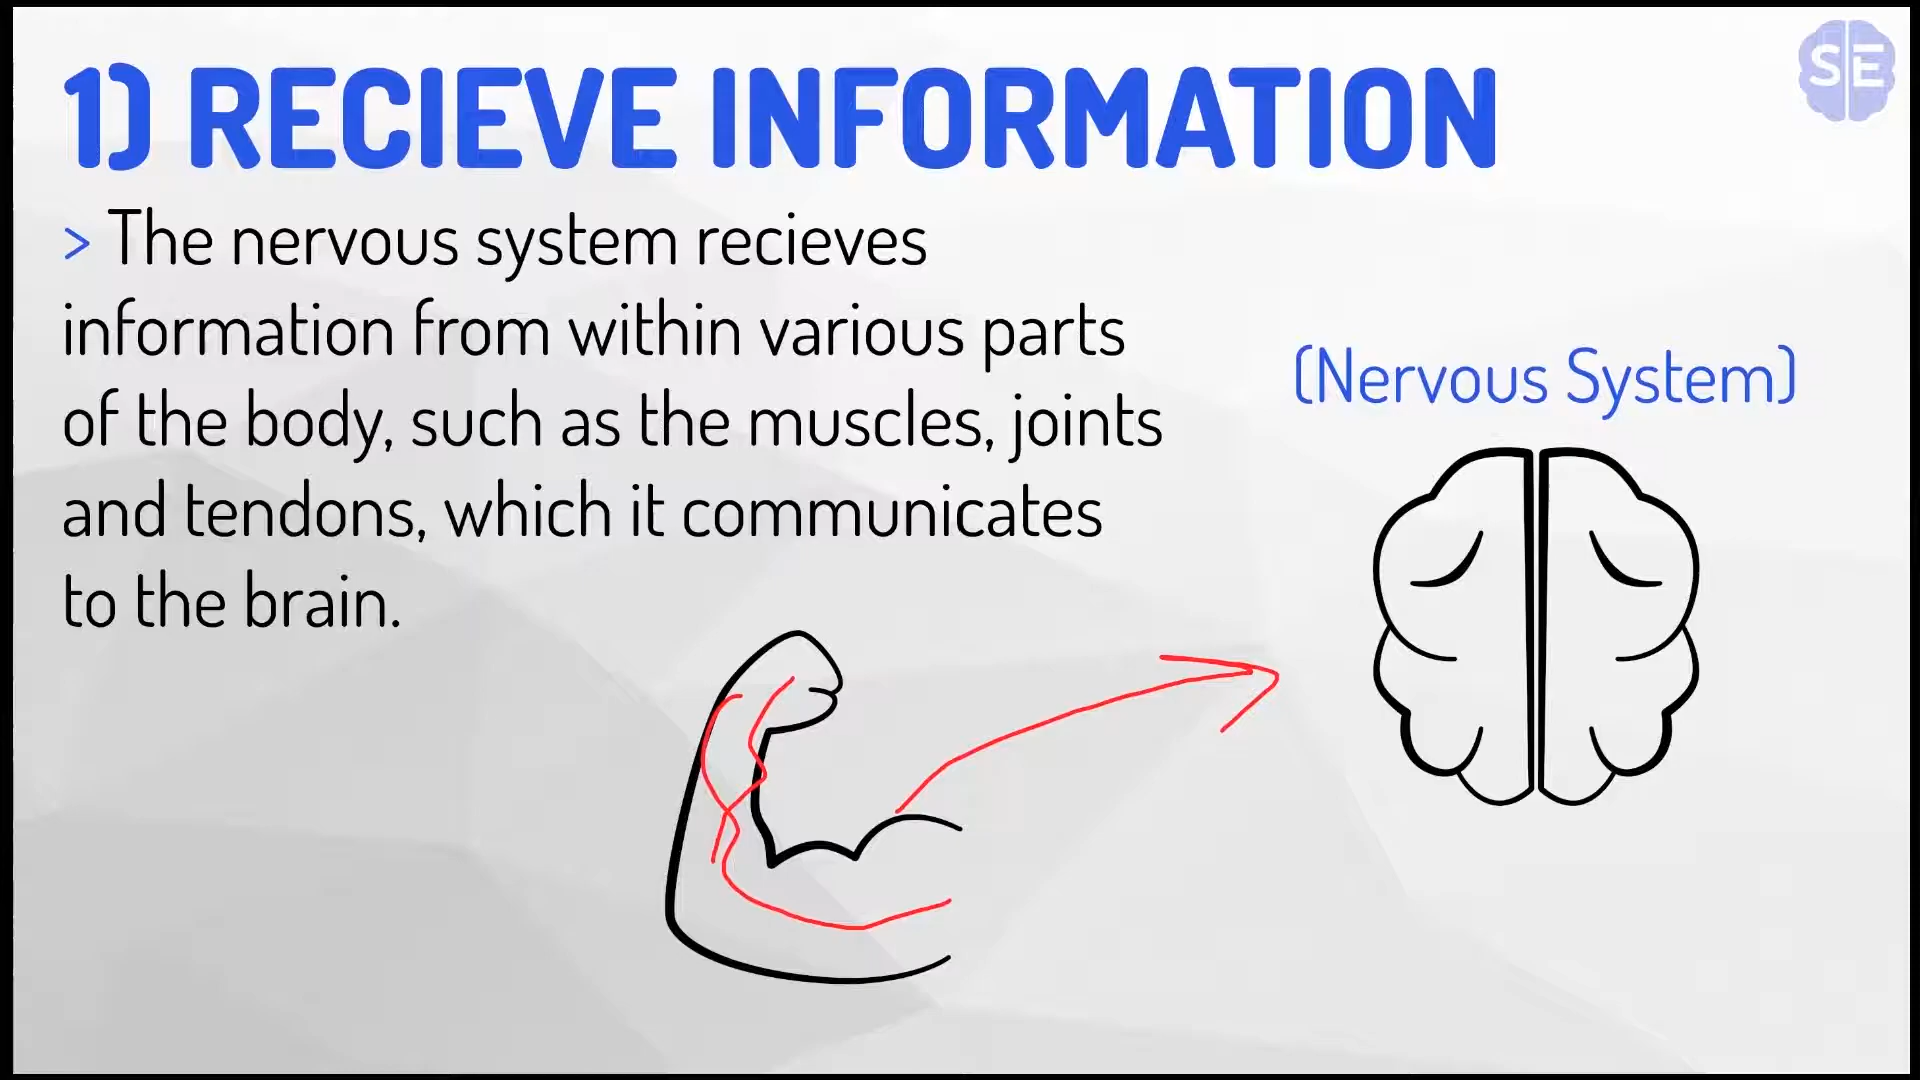 1) RECIEVE INFORMATION
SE
> The nervous system recieves
information from within various parts
of the body, such as the muscles, joints
and tendons, which it communicates
to the brain.
(Nervous System)